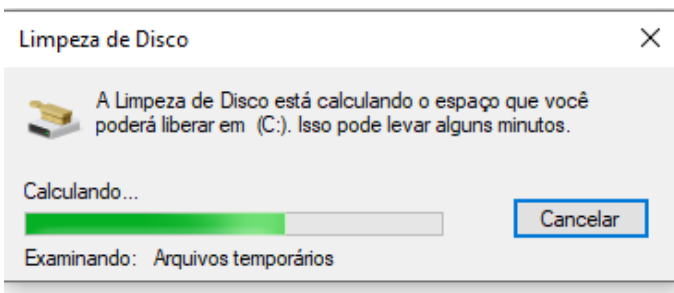 Limpeza de Disco
A Limpeza de Disco está calculando o espaço que você
poderá liberar em  (C:). Isso pode levar alguns minutos.
Calculando...
Cancelar
Examinando:   Arquivos temporários